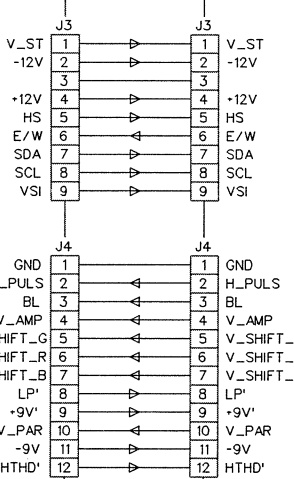 J3 J3
V_ST 1 1 V_ST
-12V 2 2 -12V
3 3
+12V 4 4 +12V
HS 5 5 HS
E/W 6 6 E/W
SDA 7 7 SDA
SCL 8 8 SCL
VSI 9 9 VSI
J4 J4
GND 1 1 GND
_PULS 2 2 H_PULS
BL 3 3 BL
V_AMP 4 4 V_AMP
HIFT_G 5 5 V_SHIFT_
HIFT_R 6 6 V_SHIFT_
HIFT_B 7 7 V_SHIFT_
LP' 8 8 LP'
+9V' 9 9 +9V'
V_PAR 10 10 V_PAR
-9V 11 11 -9V
HTHD' 12 12 HTHD'